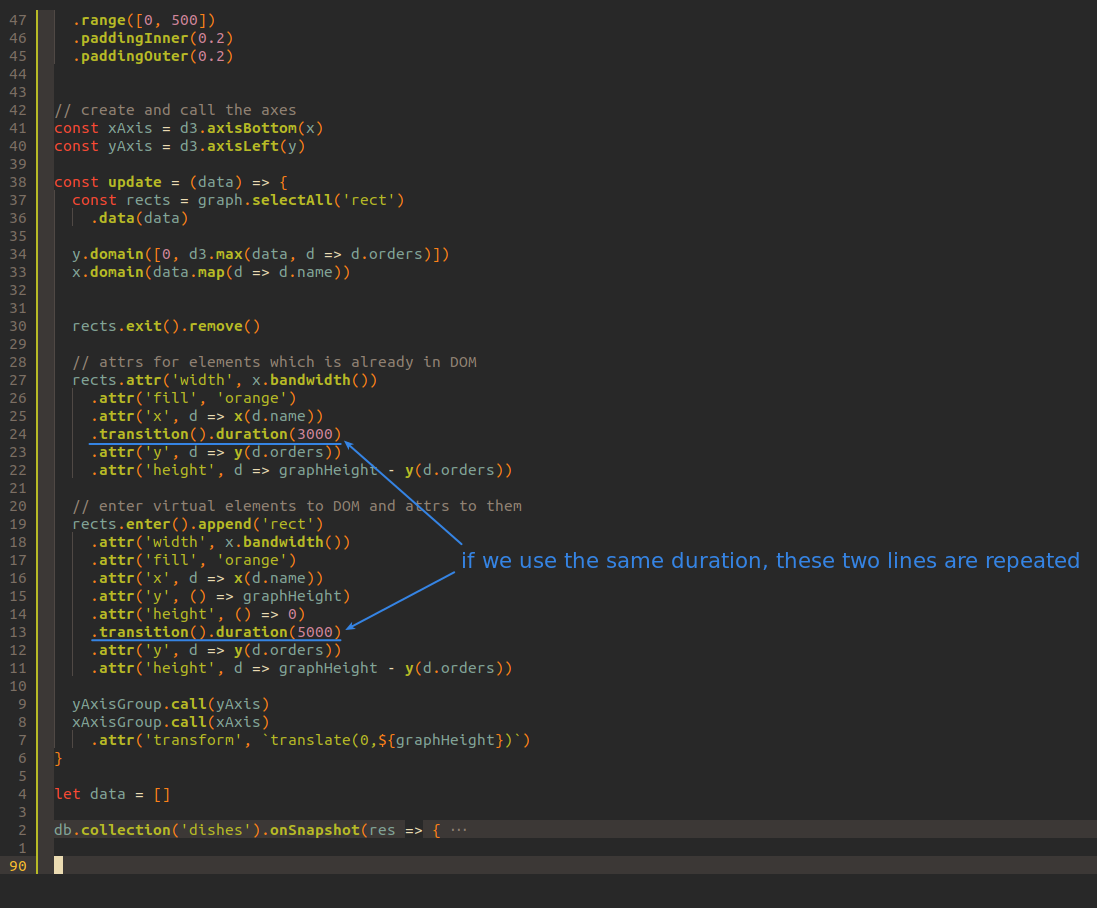 47 .range([0, 500])
46 .paddingInner(0.2)
45 .paddingOuter(0.2)
44
43
42 // create and call the axes
41 const xAxis = d3.axisBottom(x)
40 const yAxis = d3.axisLeft(y)
39
38 const update = (data) => {
37 const rects = graph.selectAll('rect')
36 .data(data)
35
34 y.domain([0, d3.max(data, d => d.orders)])
33 x.domain(data.map(d => d.name))
32
31
30 rects.exit().remove()
29
28 // attrs for elements which is already in DOM
27 rects.attr('width', x.bandwidth())
26 .attr('fill', 'orange')
25 .attr('x', d => x(d.name))
24 .transition().duration(3000)
23 .attr('y', d => y(d.orders))
22 .attr('height', d => graphHeight - y(d.orders))
21
20 // enter virtual elements to DOM and attrs to them
19 rects.enter().append('rect')
18 .attr('width', x.bandwidth())
17 .attr('fill', 'orange')
if we use the same duration, these two lines are repeated
16 .attr('x', d => x(d.name))
15 .attr('y', () => graphHeight)
14 .attr('height', () => 0)
13 .transition().duration(5000)
12 .attr('y', d => y(d.orders))
11 .attr('height', d => graphHeight - y(d.orders))
10
9 yAxisGroup.call(yAxis)
8 xAxisGroup.call(xAxis)
7 .attr('transform', `translate(0,${graphHeight})`)
6 }
5
4 let data = []
3
2 db.collection('dishes').onSnapshot(res => { ···
1
90